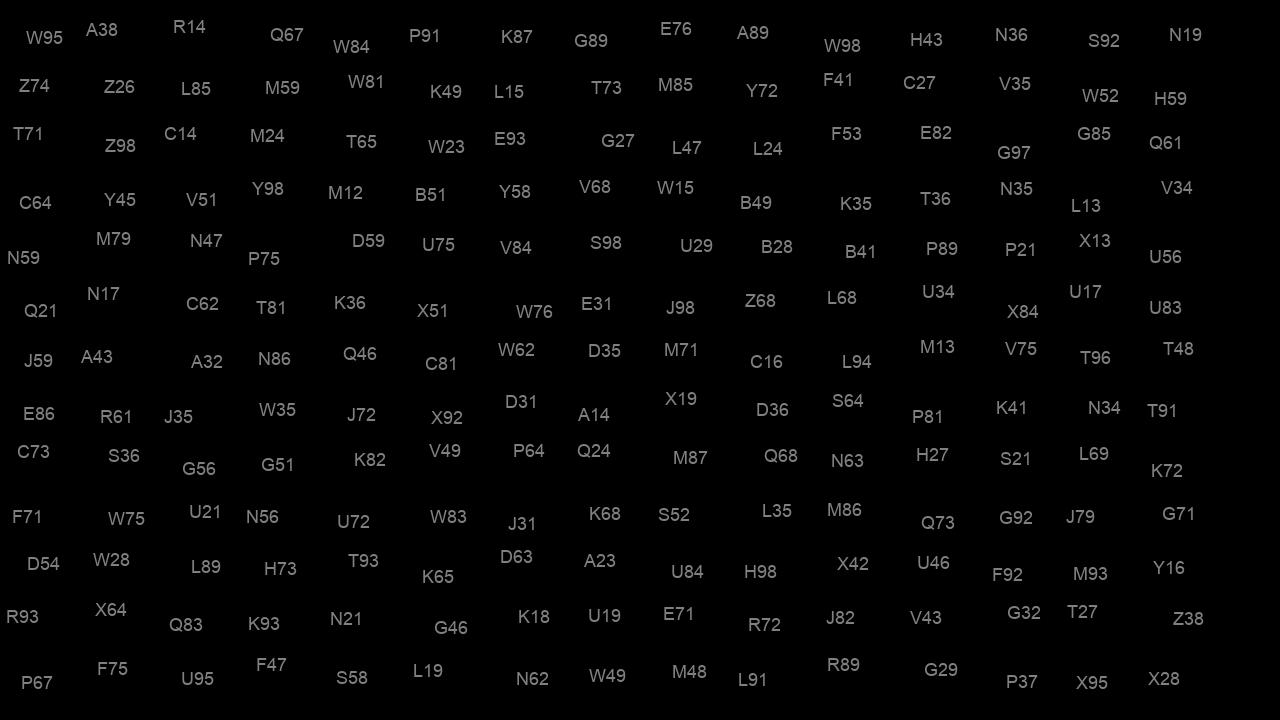 W95 A38 R14 Q67 W84 P91 K87 G89 E76 A89 W98 H43 N36 S92 N19
Z74 Z26 L85 M59 W81 K49 L15 T73 M85 Y72 F41 C27 V35 W52 H59
T71 Z98 C14 M24 T65 W23 E93 G27 L47 L24 F53 E82 G97 G85 Q61
C64 Y45 V51 Y98 M12 B51 Y58 V68 W15 B49 K35 T36 N35 L13 V34
N59 M79 N47 P75 D59 U75 V84 S98 U29 B28 B41 P89 P21 X13 U56
Q21 N17 C62 T81 K36 X51 W76 E31 J98 Z68 L68 U34 X84 U17 U83
J59 A43 A32 N86 Q46 C81 W62 D35 M71 C16 L94 M13 V75 T96 T48
E86 R61 J35 W35 J72 X92 D31 A14 X19 D36 S64 P81 K41 N34 T91
C73 S36 G56 G51 K82 V49 P64 Q24 M87 Q68 N63 H27 S21 L69 K72
F71 W75 U21 N56 U72 W83 J31 K68 S52 L35 M86 Q73 G92 J79 G71
D54 W28 L89 H73 T93 K65 D63 A23 U84 H98 X42 U46 F92 M93 Y16
R93 X64 Q83 K93 N21 G46 K18 U19 E71 R72 J82 V43 G32 T27 Z38
P67 F75 U95 F47 S58 L19 N62 W49 M48 L91 R89 G29 P37 X95 X28